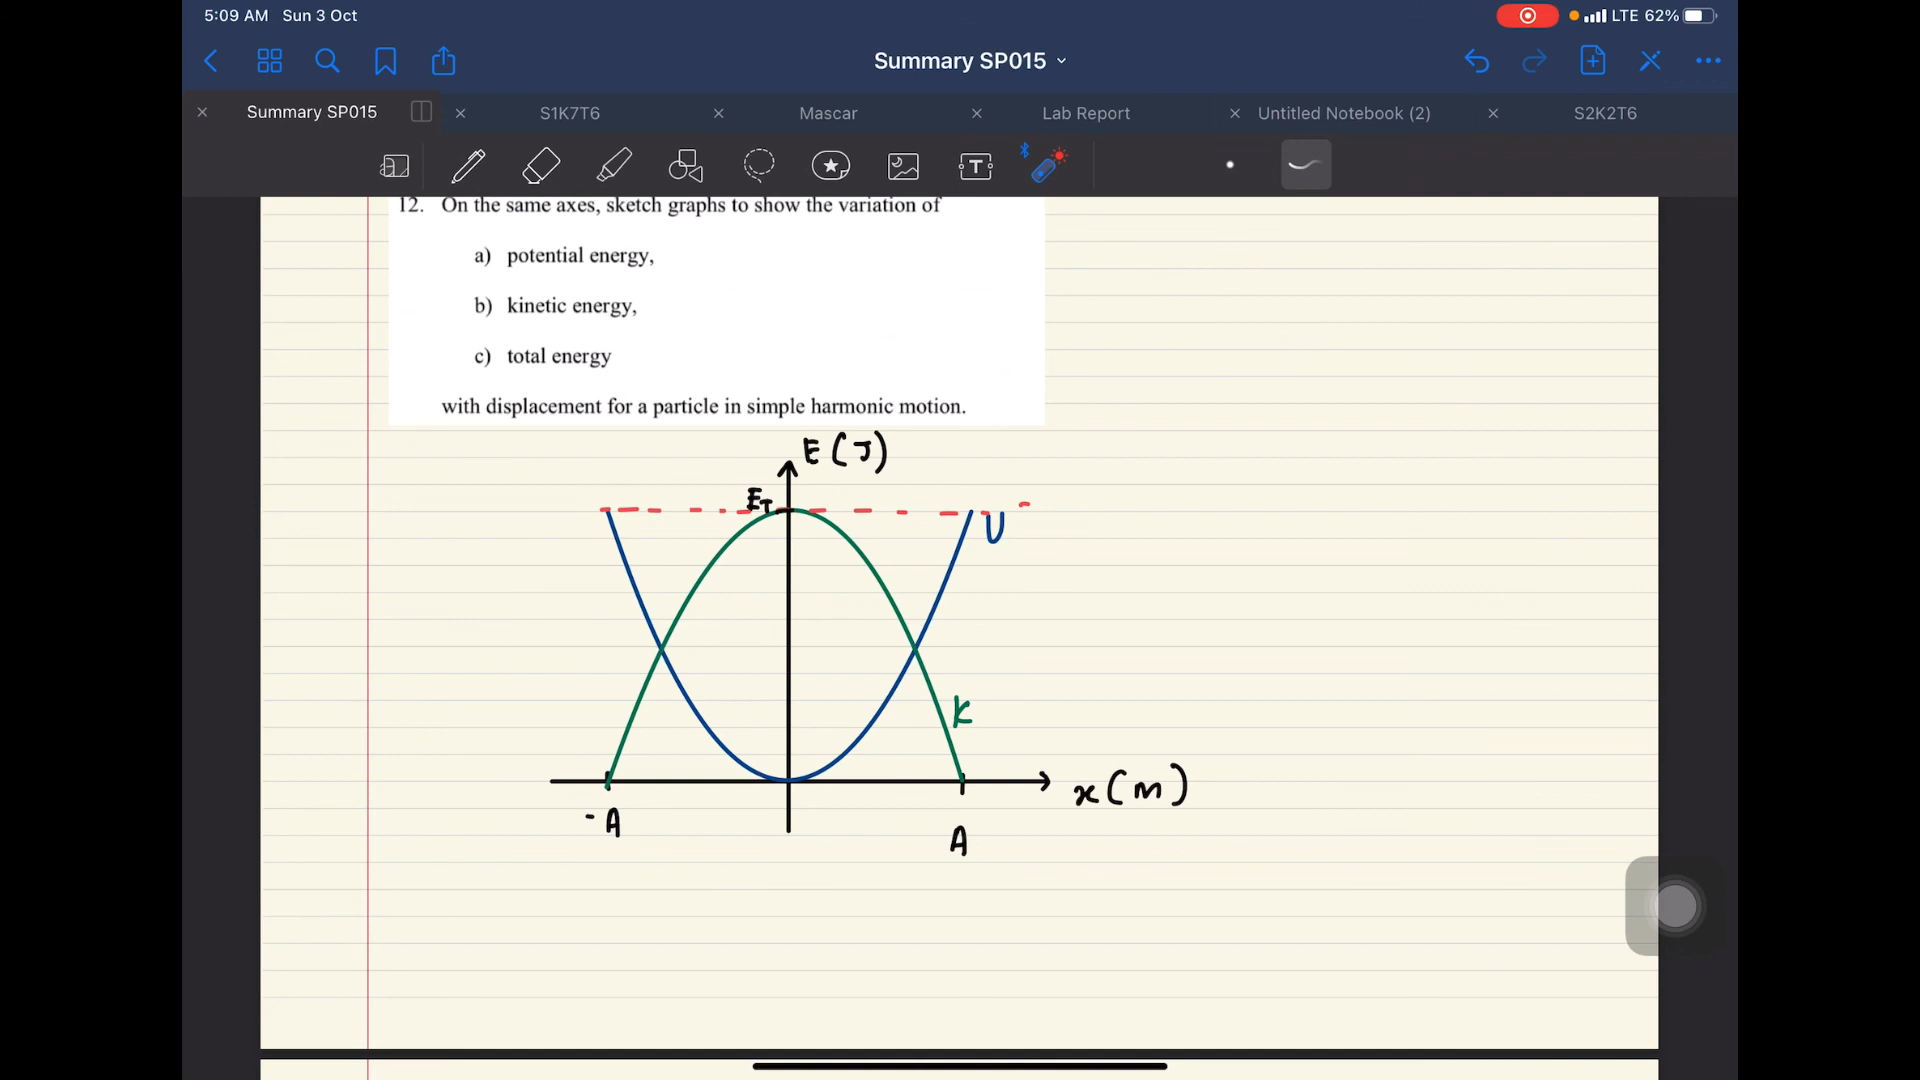 5:09 AM Sun 3 Oct
LTE 62%
Summary SP015
Summary SP015 S1K7T6 Mascar Lab Report Untitled Notebook (2) S2K2T6
12. On the same axes, sketch graphs to show the variation of
a) potential energy,
b) kinetic energy,
c) total energy
with displacement for a particle in simple harmonic motion.
E (J)
ET
U
K
x (m)
-A
A